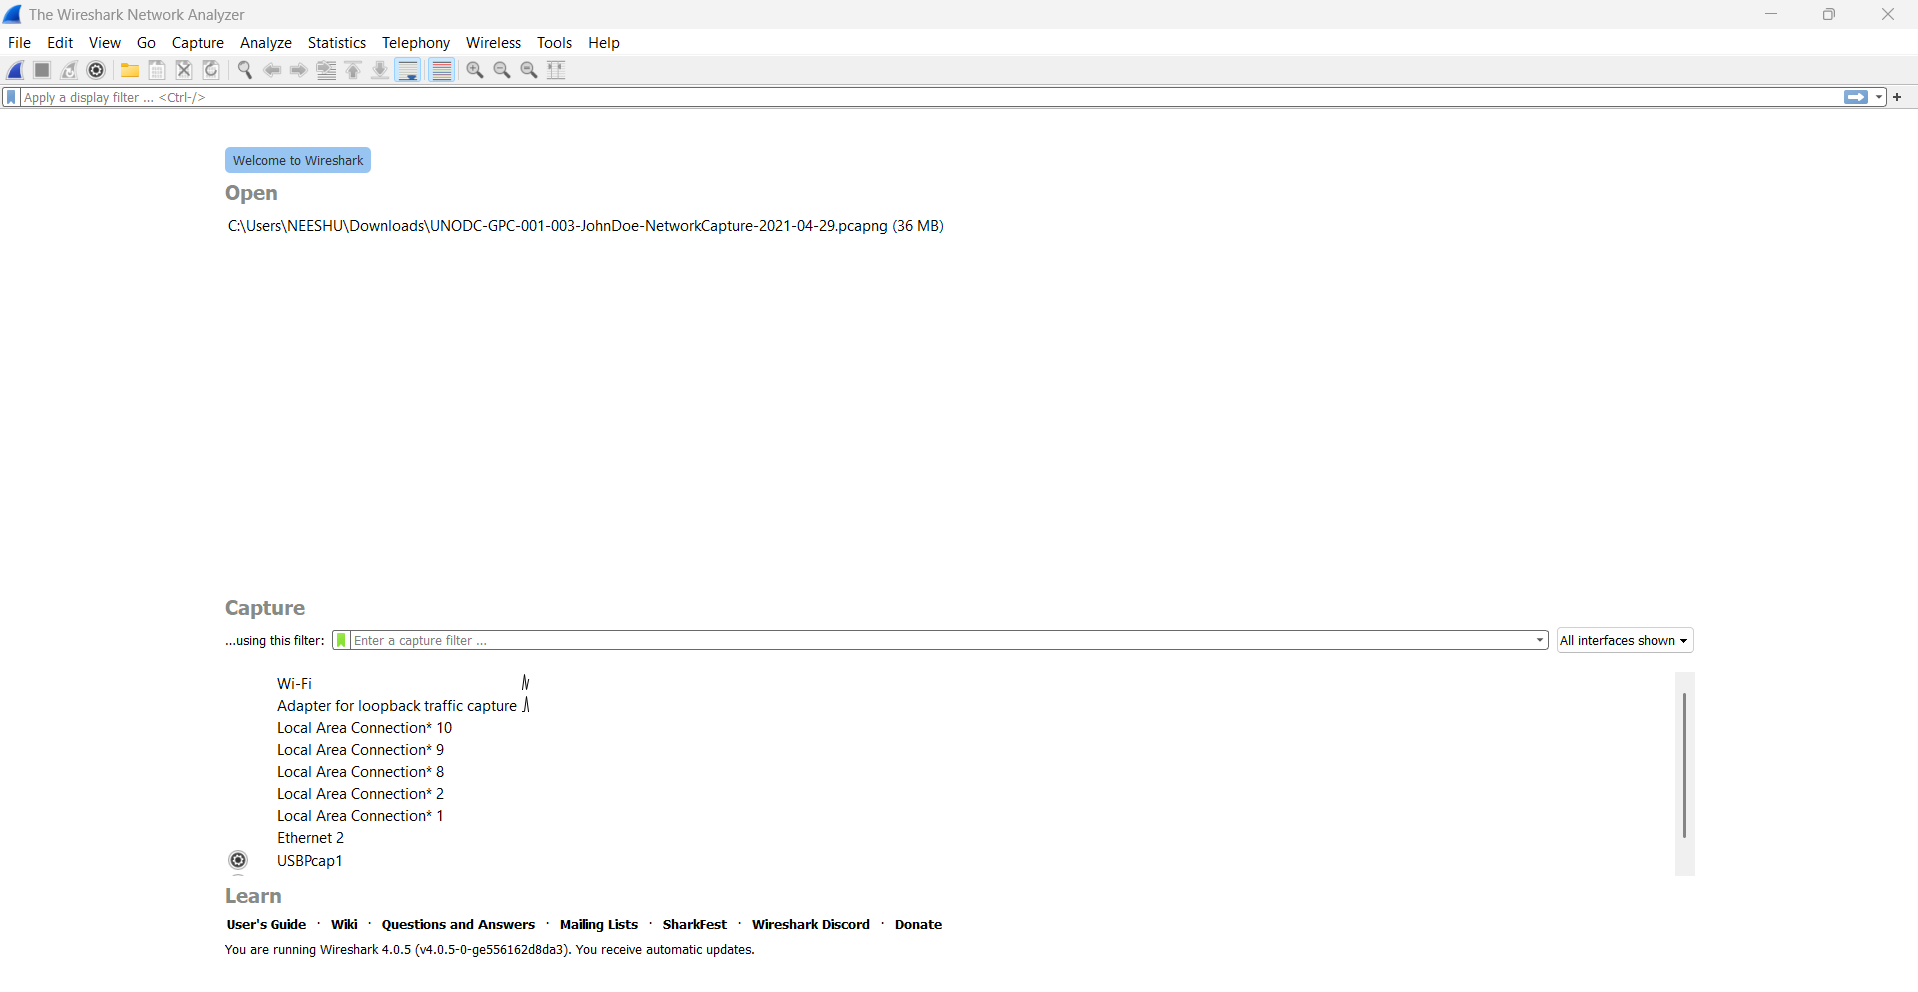 The Wireshark Network Analyzer
File Edit View Go Capture Analyze Statistics Telephony Wireless Tools Help
Apply a display filter ... <Ctrl-/>
Welcome to Wireshark
Open
C:\Users\NEESHU\Downloads\UNODC-GPC-001-003-JohnDoe-NetworkCapture-2021-04-29.pcapng (36 MB)
Capture
...using this filter: Enter a capture filter ... All interfaces shown
Wi-Fi
Adapter for loopback traffic capture
Local Area Connection* 10
Local Area Connection* 9
Local Area Connection* 8
Local Area Connection* 2
Local Area Connection* 1
Ethernet 2
USBPcap1
Learn
User's Guide · Wiki · Questions and Answers · Mailing Lists · SharkFest · Wireshark Discord · Donate
You are running Wireshark 4.0.5 (v4.0.5-0-ge556162d8da3). You receive automatic updates.